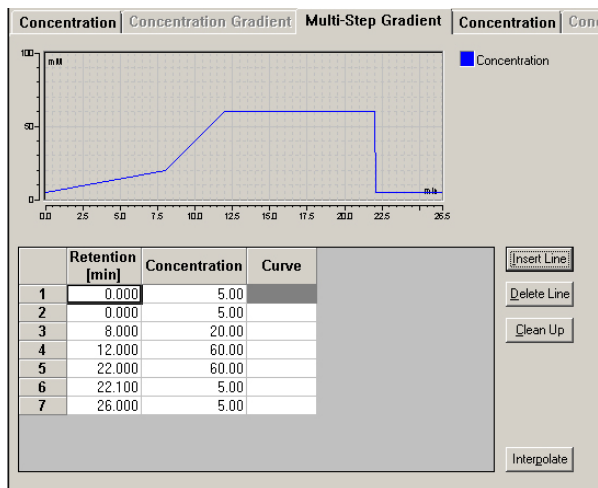 Concentration Concentration Gradient Multi-Step Gradient Concentration Conc
100 mM Concentration
50
0 min
0.0 2.5 5.0 7.5 10.0 12.5 15.0 17.5 20.0 22.5 26.5
Retention [min] Concentration Curve
1 0.000 5.00
2 0.000 5.00
3 8.000 20.00
4 12.000 60.00
5 22.000 60.00
6 22.100 5.00
7 26.000 5.00
Insert Line
Delete Line
Clean Up
Interpolate